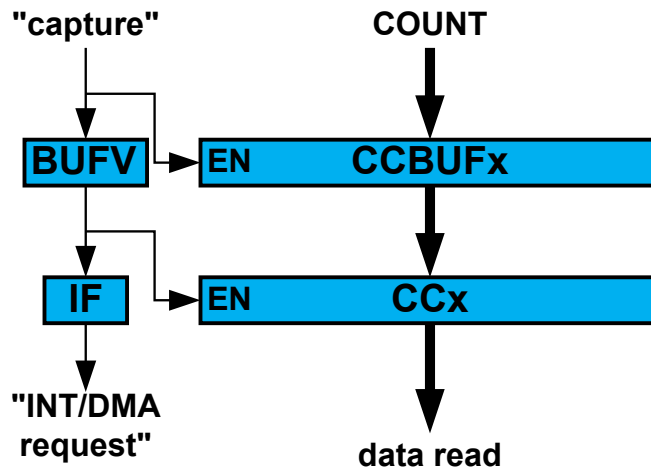 "capture"
COUNT
BUFV
EN
CCBUFx
IF
EN
CCx
"INT/DMA
request"
data read